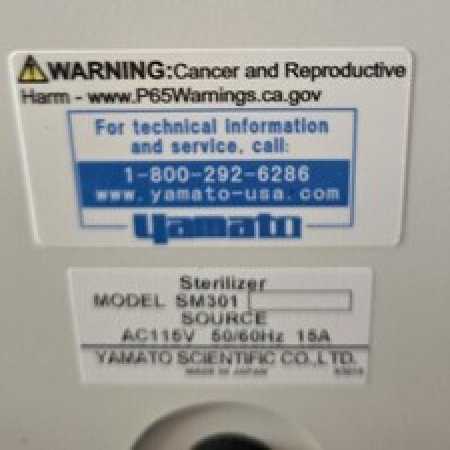 WARNING: Cancer and Reproductive
Harm - www.P65Warnings.ca.gov
For technical information
and service, call:
1-800-292-6286
www.yamato-usa.com
yamato
Sterilizer
MODEL SM301
SOURCE
AC115V 50/60Hz 15A
YAMATO SCIENTIFIC CO.,LTD.
MADE IN JAPAN